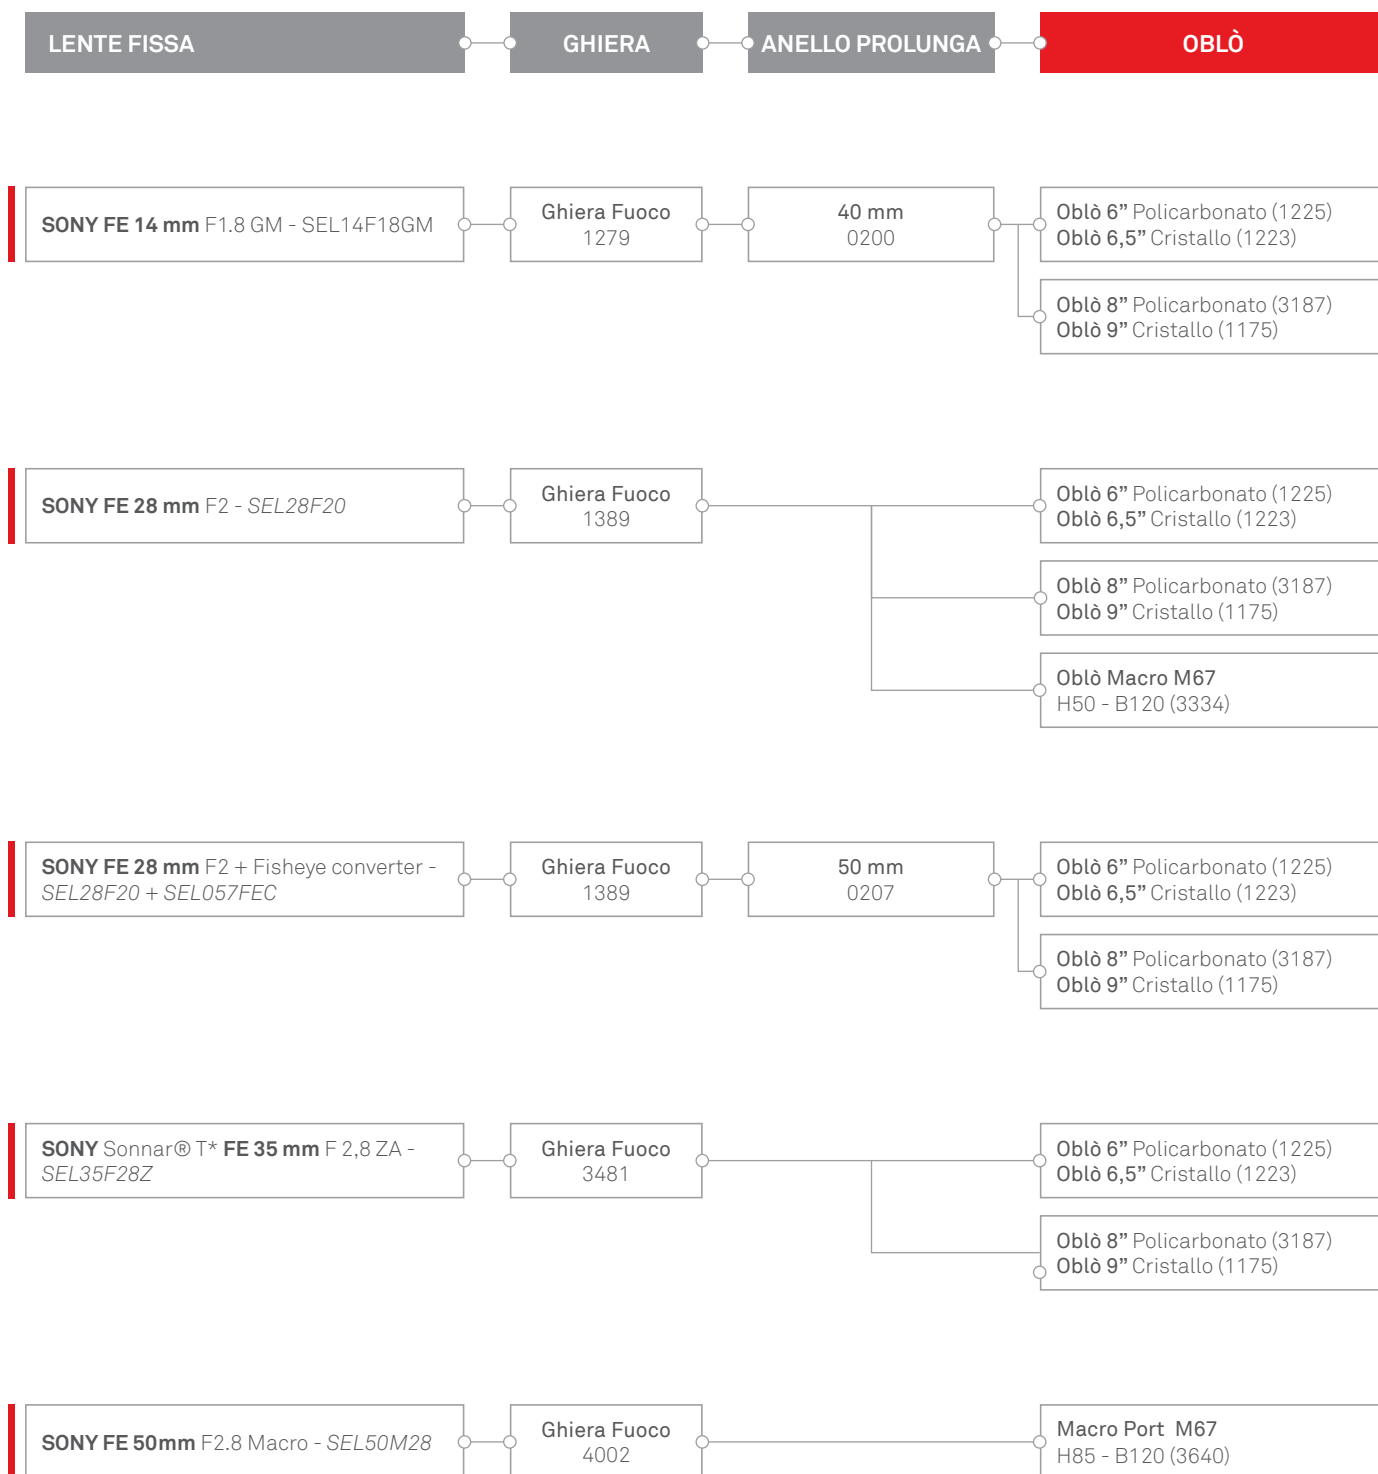 LENTE FISSA
GHIERA
ANELLO PROLUNGA
OBLÒ
SONY FE 14 mm F1.8 GM - SEL14F18GM
Ghiera Fuoco
1279
40 mm
0200
Oblò 6” Policarbonato (1225)
Oblò 6,5” Cristallo (1223)
Oblò 8” Policarbonato (3187)
Oblò 9” Cristallo (1175)
SONY FE 28 mm F2 - SEL28F20
Ghiera Fuoco
1389
Oblò 6” Policarbonato (1225)
Oblò 6,5” Cristallo (1223)
Oblò 8” Policarbonato (3187)
Oblò 9” Cristallo (1175)
Oblò Macro M67
H50 - B120 (3334)
SONY FE 28 mm F2 + Fisheye converter -
SEL28F20 + SEL057FEC
Ghiera Fuoco
1389
50 mm
0207
Oblò 6” Policarbonato (1225)
Oblò 6,5” Cristallo (1223)
Oblò 8” Policarbonato (3187)
Oblò 9” Cristallo (1175)
SONY Sonnar® T* FE 35 mm F 2,8 ZA -
SEL35F28Z
Ghiera Fuoco
3481
Oblò 6” Policarbonato (1225)
Oblò 6,5” Cristallo (1223)
Oblò 8” Policarbonato (3187)
Oblò 9” Cristallo (1175)
SONY FE 50mm F2.8 Macro - SEL50M28
Ghiera Fuoco
4002
Macro Port M67
H85 - B120 (3640)